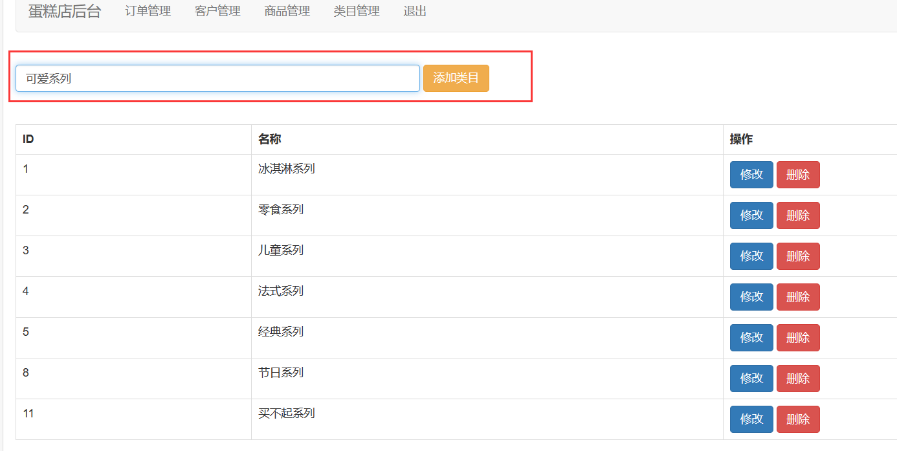 蛋糕店后台 订单管理 客户管理 商品管理 类目管理 退出
可爱系列 添加类目
ID 名称 操作
1 冰淇淋系列 修改 删除
2 零食系列 修改 删除
3 儿童系列 修改 删除
4 法式系列 修改 删除
5 经典系列 修改 删除
8 节日系列 修改 删除
11 买不起系列 修改 删除